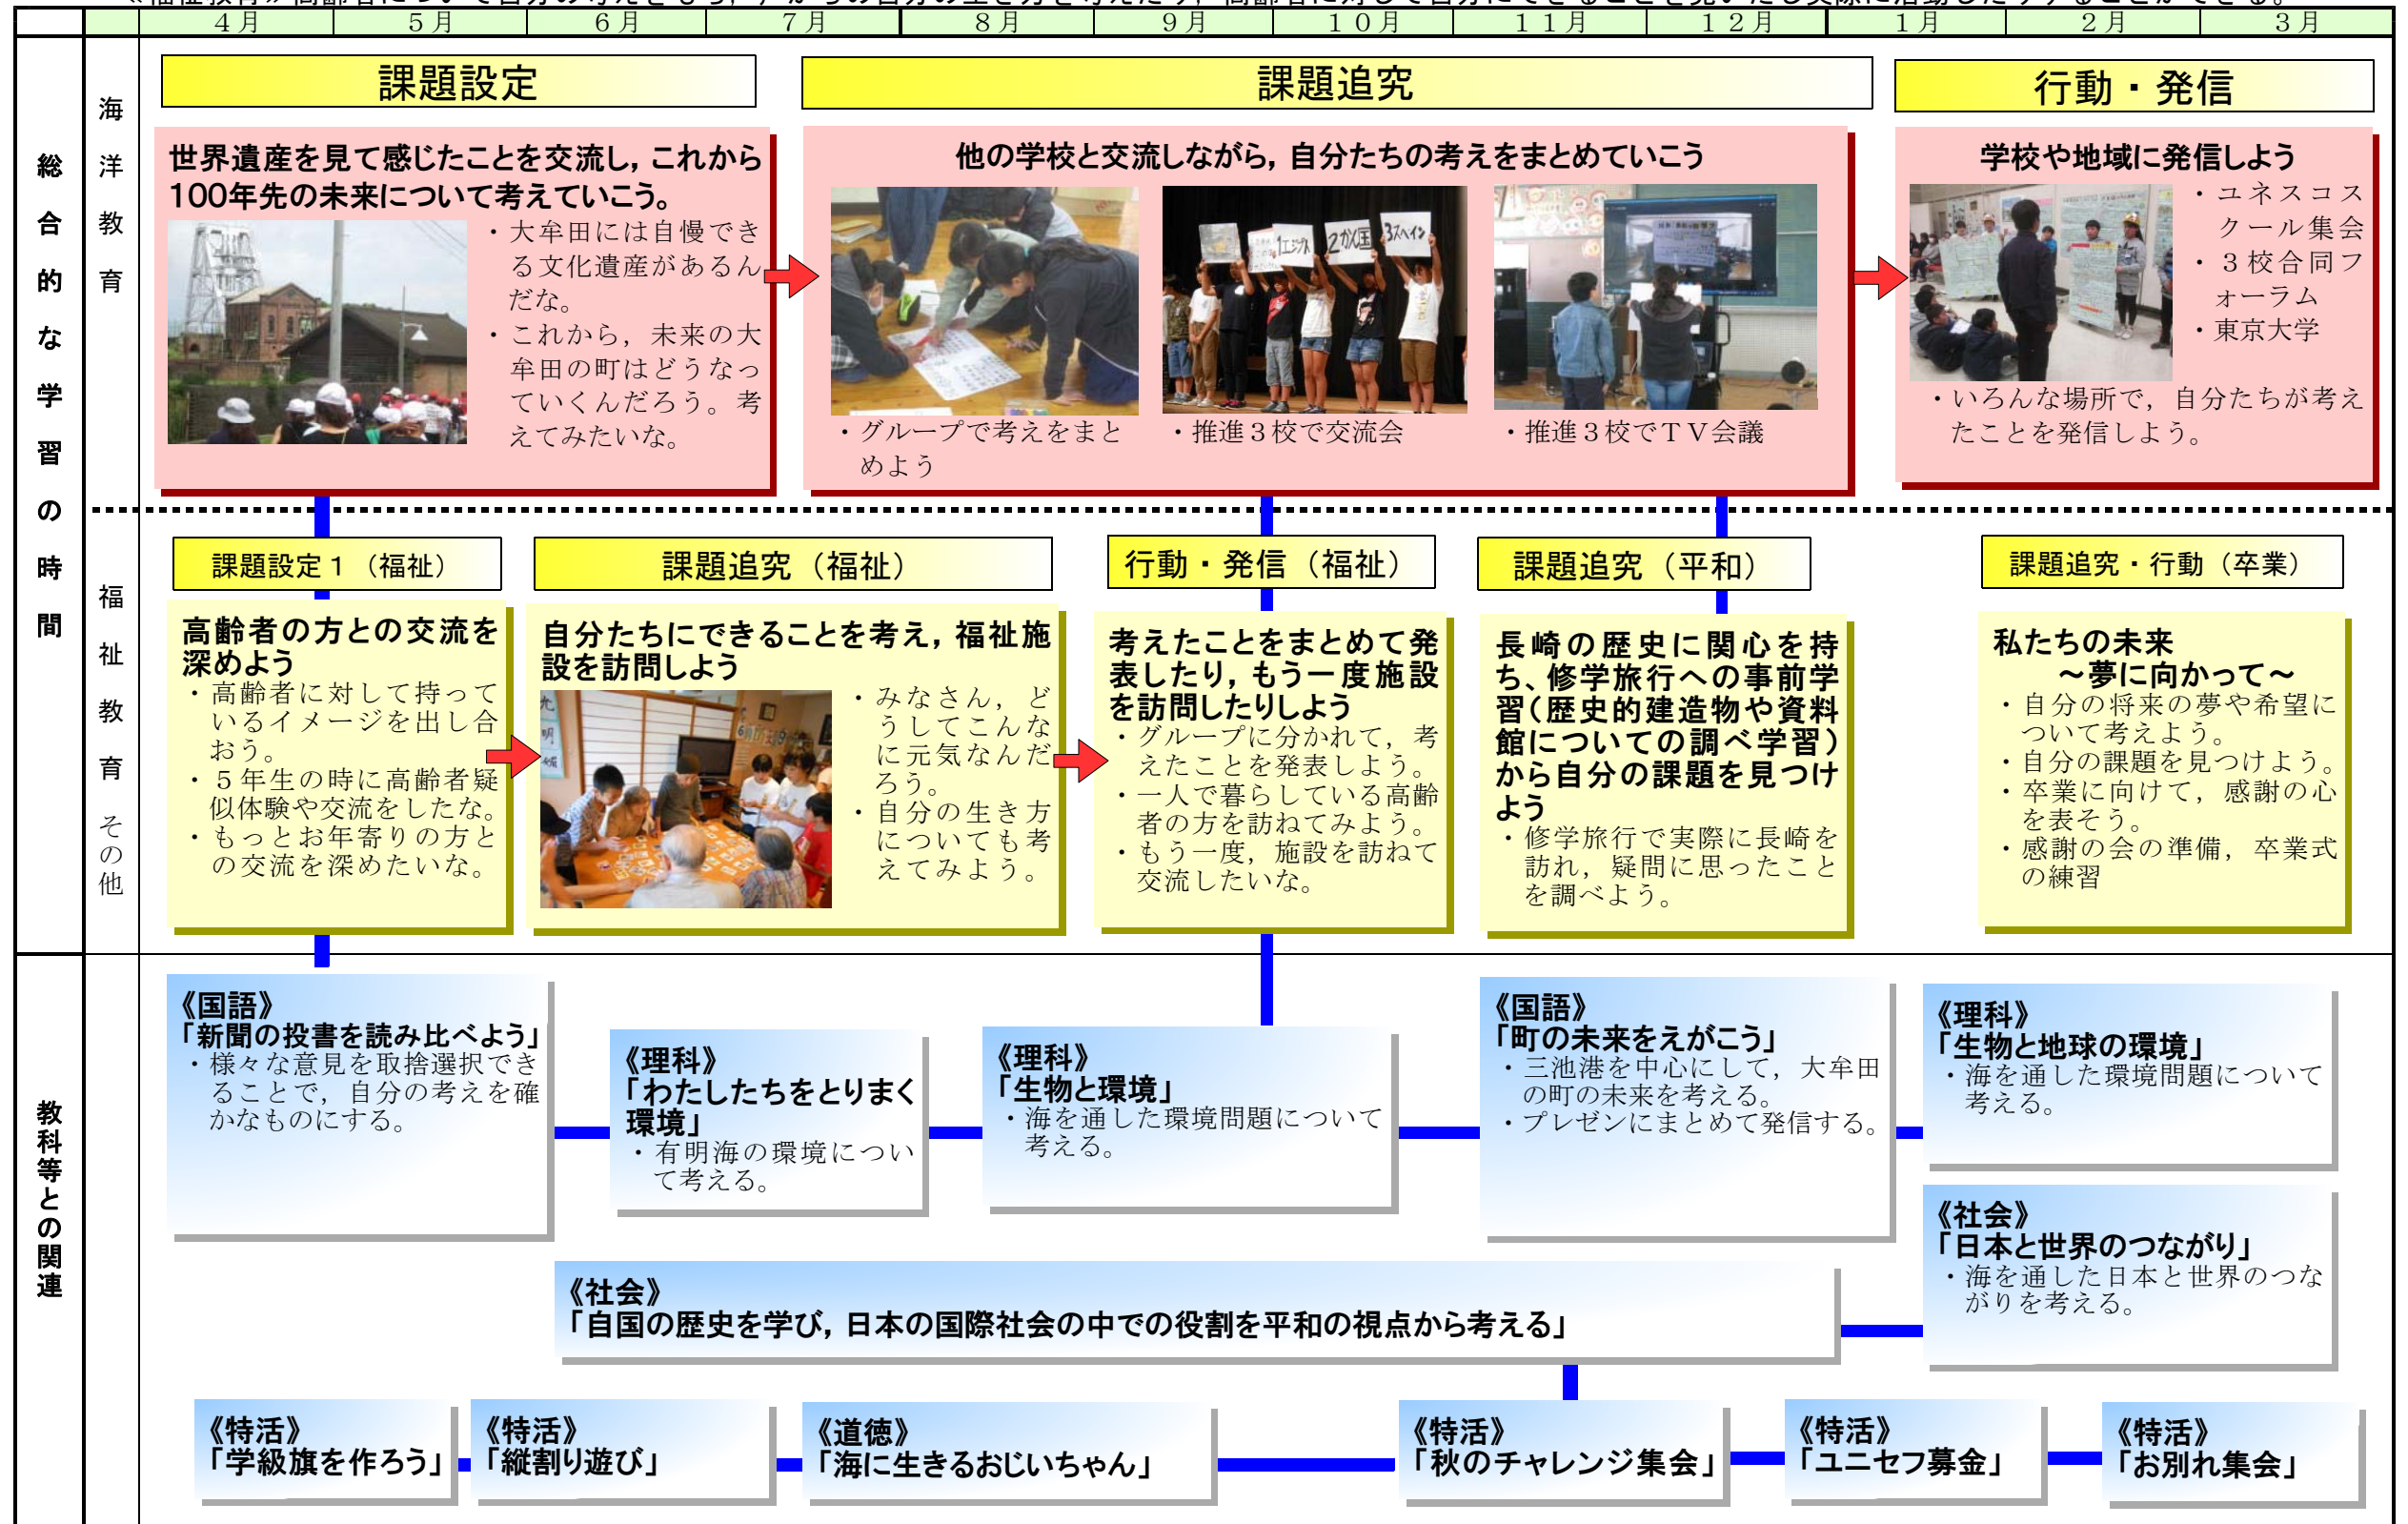 ４月 ５月 ６月 ７月 ８月 ９月 １０月 １１月 １２月 １月 ２月 ３月
総合的な学習の時間
海洋教育
課題設定
世界遺産を見て感じたことを交流し，これから
100年先の未来について考えていこう。
・大牟田には自慢でき
る文化遺産があるん
だな。
・これから，未来の大
牟田の町はどうなっ
ていくんだろう。考
えてみたいな。
課題追究
他の学校と交流しながら，自分たちの考えをまとめていこう
1エジプト
2かん国
3スペイン
・グループで考えをまと
めよう
・推進３校で交流会
・推進３校でＴＶ会議
行動・発信
学校や地域に発信しよう
・ユネスコス
クール集会
・３校合同フ
ォーラム
・東京大学
・いろんな場所で，自分たちが考え
たことを発信しよう。
福祉教育その他
課題設定１（福祉）
高齢者の方との交流を
深めよう
・高齢者に対して持って
いるイメージを出し合
おう。
・５年生の時に高齢者疑
似体験や交流をしたな。
・もっとお年寄りの方と
の交流を深めたいな。
課題追究（福祉）
自分たちにできることを考え，福祉施
設を訪問しよう
・みなさん，ど
うしてこんな
に元気なんだ
ろう。
・自分の生き方
についても考
えてみよう。
行動・発信（福祉）
考えたことをまとめて発
表したり，もう一度施設
を訪問したりしよう
・グループに分かれて，考
えたことを発表しよう。
・一人で暮らしている高齢
者の方を訪ねてみよう。
・もう一度，施設を訪ねて
交流したいな。
課題追究（平和）
長崎の歴史に関心を持
ち、修学旅行への事前学
習（歴史的建造物や資料
館についての調べ学習）
から自分の課題を見つけ
よう
・修学旅行で実際に長崎を
訪れ，疑問に思ったこと
を調べよう。
課題追究・行動（卒業）
私たちの未来
～夢に向かって～
・自分の将来の夢や希望に
ついて考えよう。
・自分の課題を見つけよう。
・卒業に向けて，感謝の心
を表そう。
・感謝の会の準備，卒業式
の練習
教科等との関連
《国語》
「新聞の投書を読み比べよう」
・様々な意見を取捨選択でき
ることで，自分の考えを確
かなものにする。
《理科》
「わたしたちをとりまく
環境」
・有明海の環境につい
て考える。
《理科》
「生物と環境」
・海を通した環境問題について
考える。
《国語》
「町の未来をえがこう」
・三池港を中心にして，大牟田
の町の未来を考える。
・プレゼンにまとめて発信する。
《理科》
「生物と地球の環境」
・海を通した環境問題について
考える。
《社会》
「日本と世界のつながり」
・海を通した日本と世界のつな
がりを考える。
《社会》
「自国の歴史を学び，日本の国際社会の中での役割を平和の視点から考える」
《特活》
「学級旗を作ろう」
《特活》
「縦割り遊び」
《道徳》
「海に生きるおじいちゃん」
《特活》
「秋のチャレンジ集会」
《特活》
「ユニセフ募金」
《特活》
「お別れ集会」